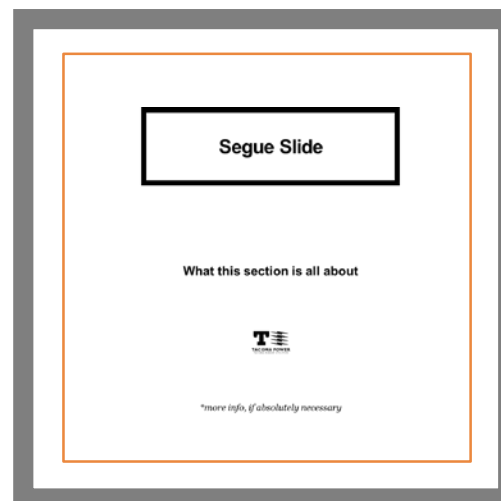 Segue Slide
What this section is all about
T
TACOMA POWER
*more info, if absolutely necessary